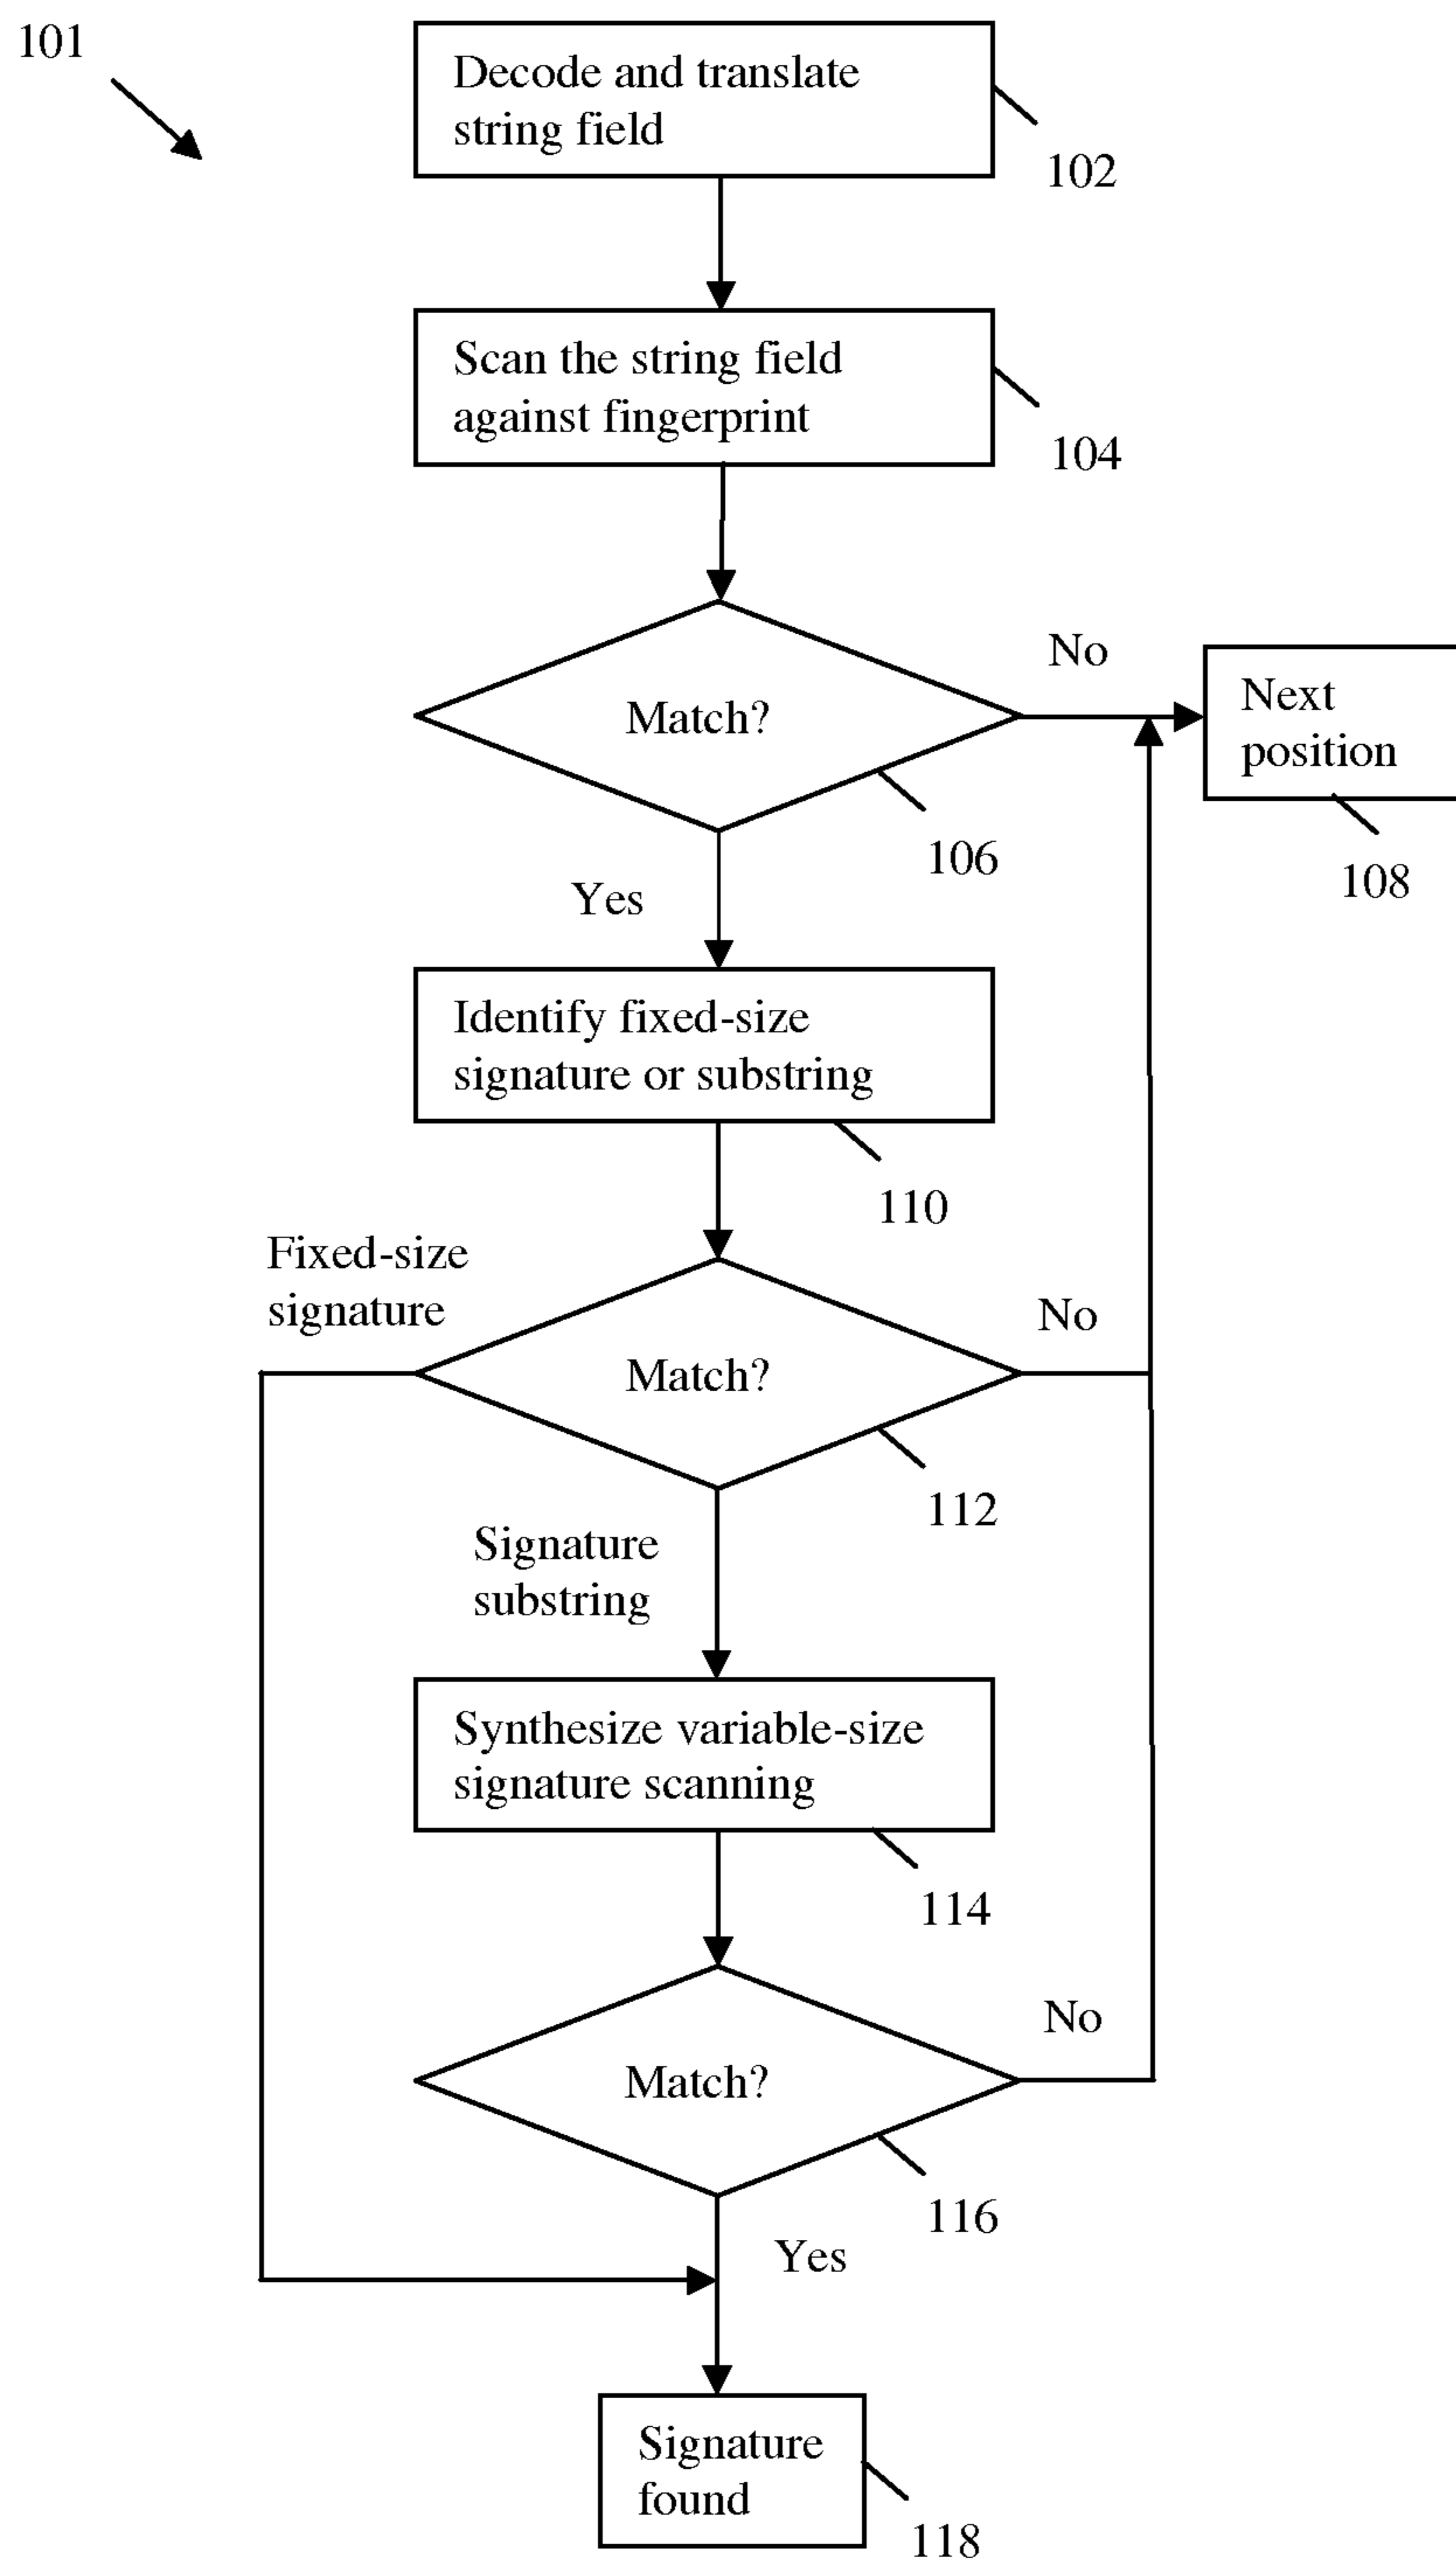 101
Decode and translate
string field
102
Scan the string field
against fingerprint
104
Match?
No
106
Next
position
108
Yes
Identify fixed-size
signature or substring
110
Fixed-size
signature
Match?
No
112
Signature
substring
Synthesize variable-size
signature scanning
114
Match?
No
116
Yes
Signature
found
118